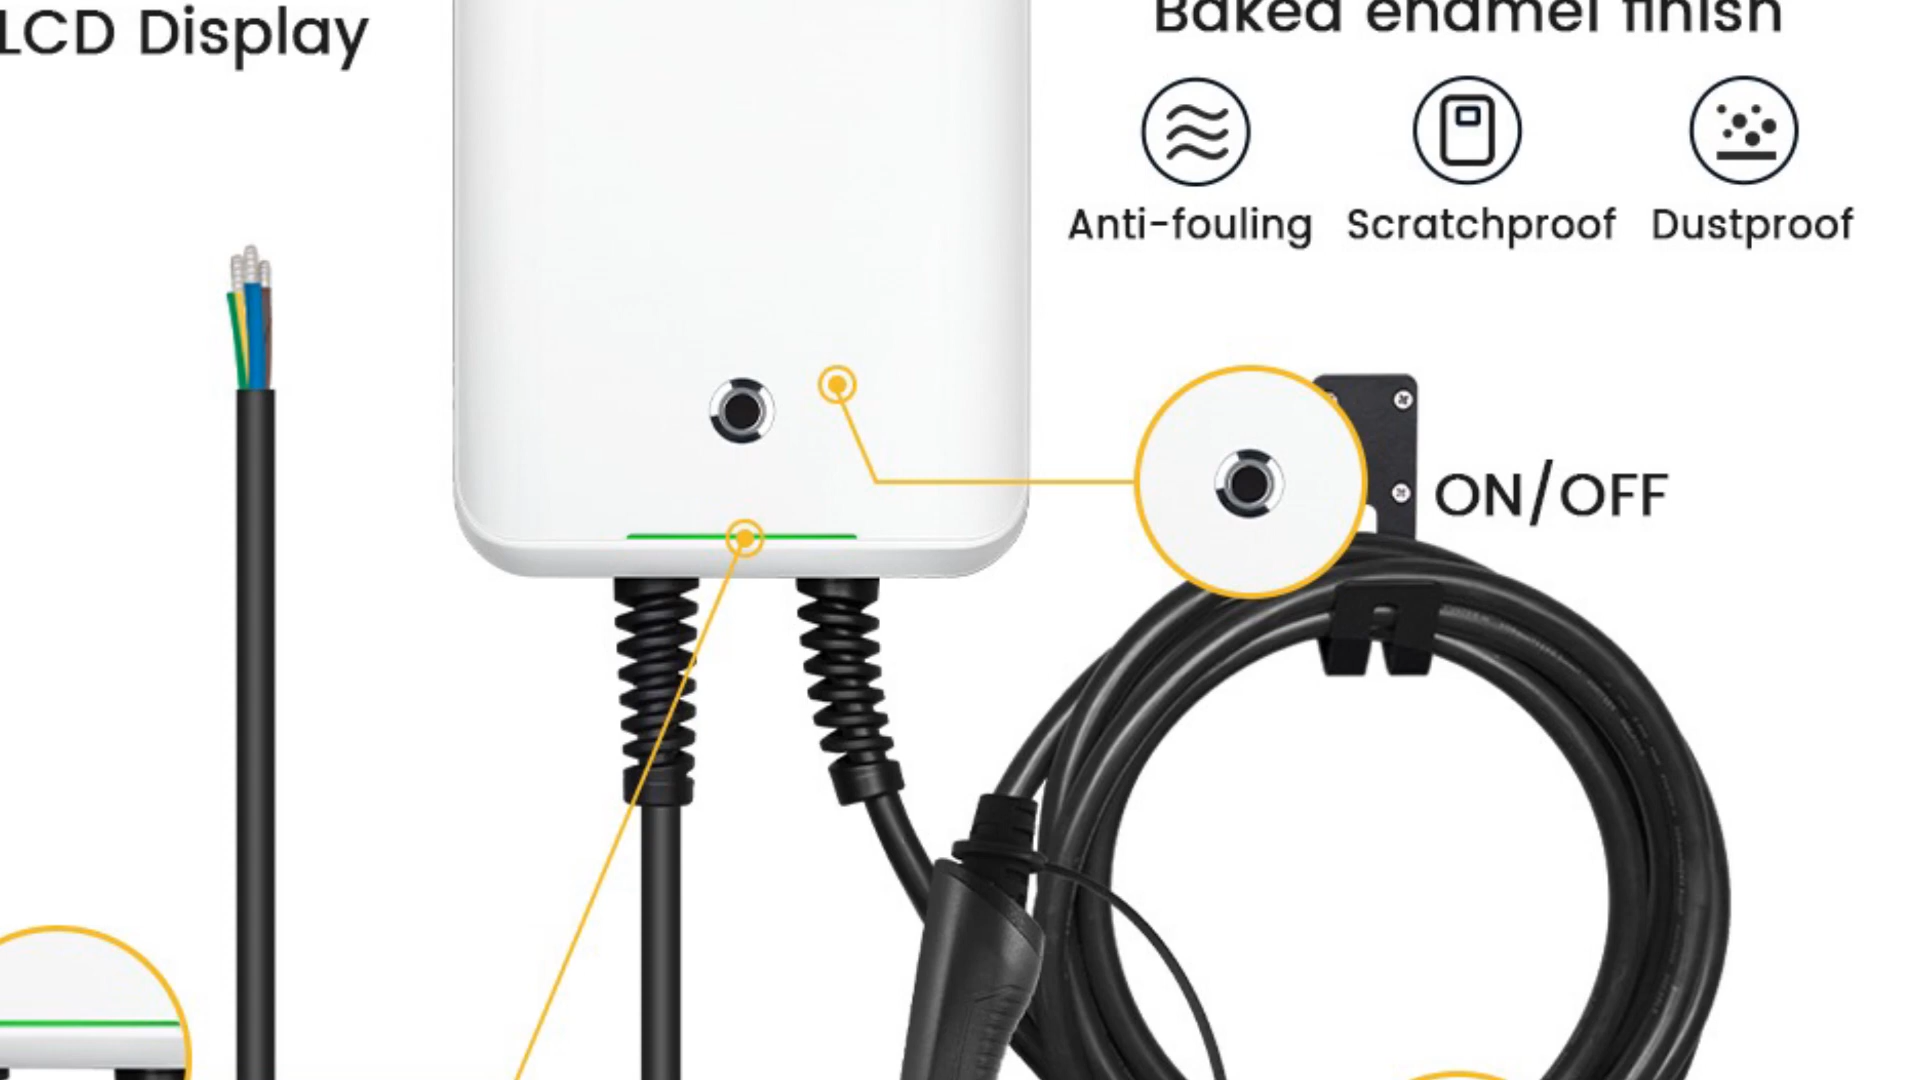 LCD Display
Baked enamel finish
Anti-fouling
Scratchproof
Dustproof
ON/OFF